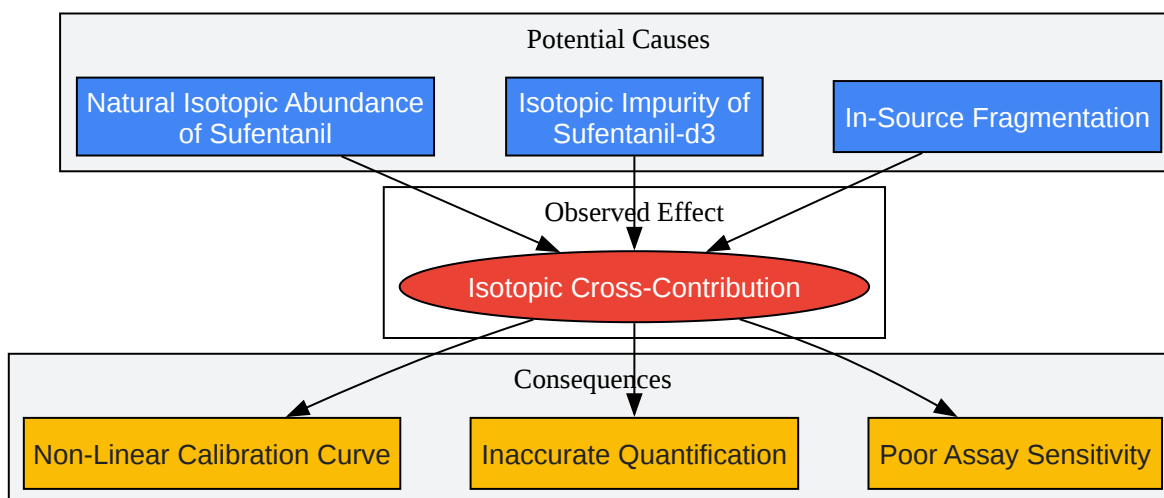 Potential Causes
Natural Isotopic Abundance
of Sufentanil
Isotopic Impurity of
Sufentanil-d3
In-Source Fragmentation
Observed Effect
Isotopic Cross-Contribution
Consequences
Non-Linear Calibration Curve
Inaccurate Quantification
Poor Assay Sensitivity